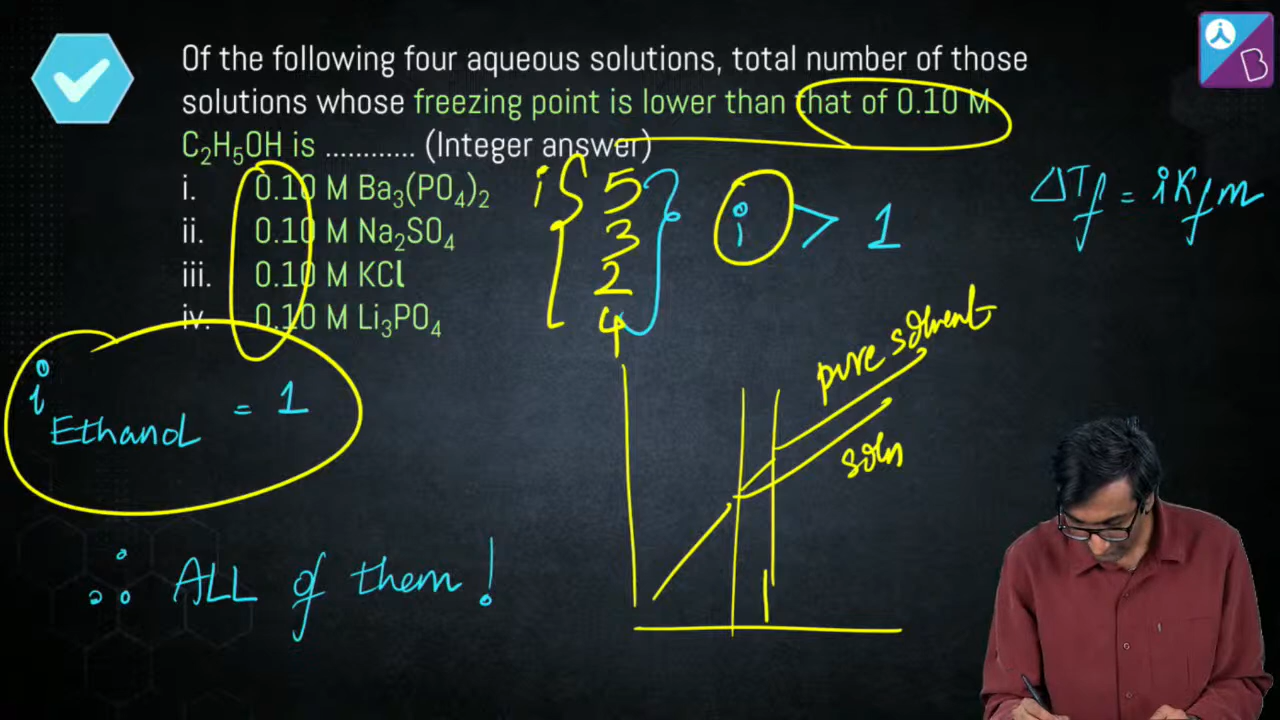 Of the following four aqueous solutions, total number of those
solutions whose freezing point is lower than that of 0.10 M
C₂H₅OH is ............ (Integer answer)
i. 0.10 M Ba₃(PO₄)₂
ii. 0.10 M Na₂SO₄
iii. 0.10 M KCl
iv. 0.10 M Li₃PO₄
i { 5
3
2
4
i > 1
ΔTf = i Kf m
i Ethanol = 1
pure solvent
soln
∴ ALL of them!
B